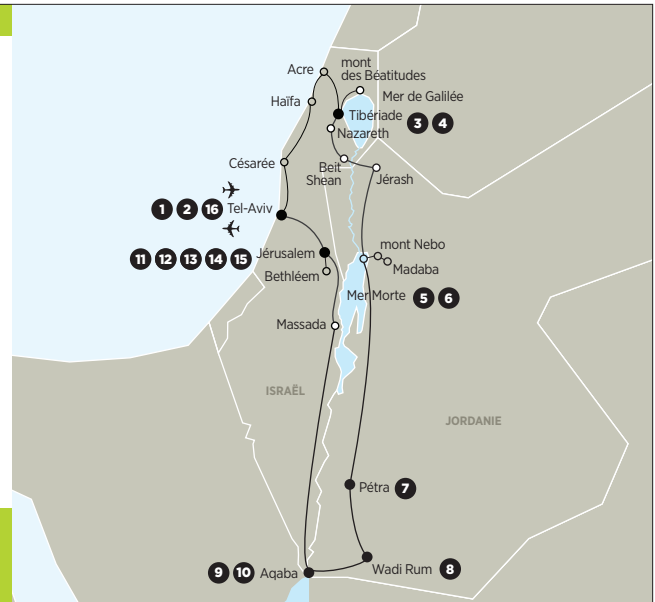 Acre
mont
des Béatitudes
Haïfa
Mer de Galilée
Tibériade 3 4
Nazareth
Césarée
Beit
Shean
Jérash
1 2 16 Tel-Aviv
11 12 13 14 15 Jérusalem
mont Nebo
Bethléem
Madaba
Mer Morte 5 6
Massada
ISRAËL
JORDANIE
Pétra 7
9 10 Aqaba
Wadi Rum 8